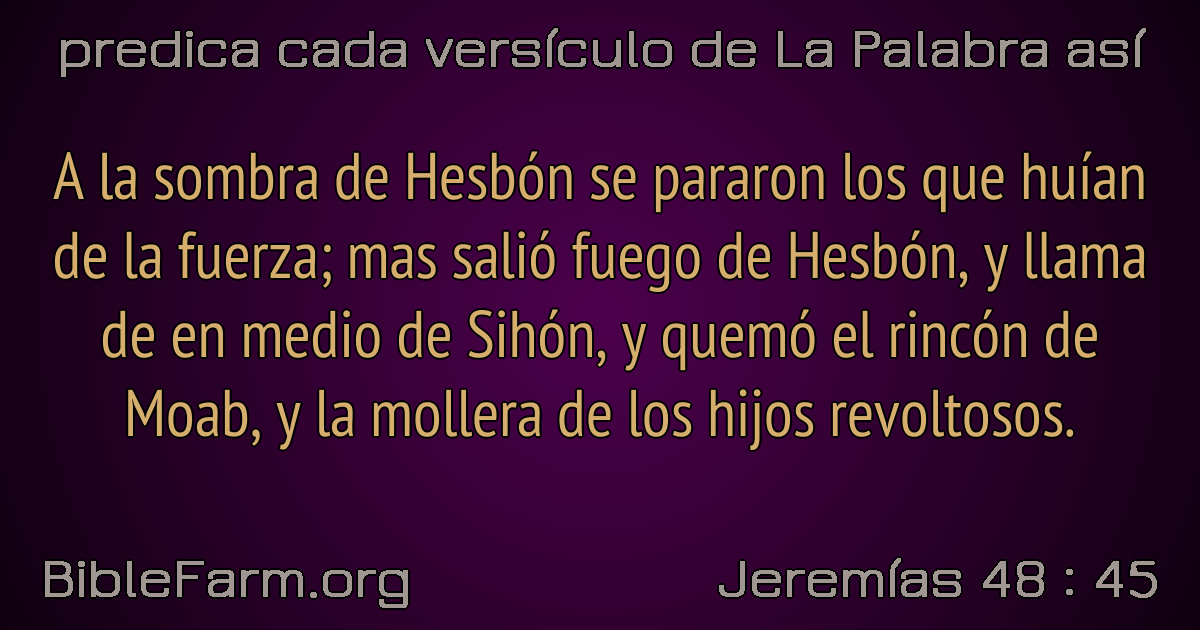 predica cada versículo de La Palabra así
A la sombra de Hesbón se pararon los que huían
de la fuerza; mas salió fuego de Hesbón, y llama
de en medio de Sihón, y quemó el rincón de
Moab, y la mollera de los hijos revoltosos.
BibleFarm.org
Jeremías 48 : 45